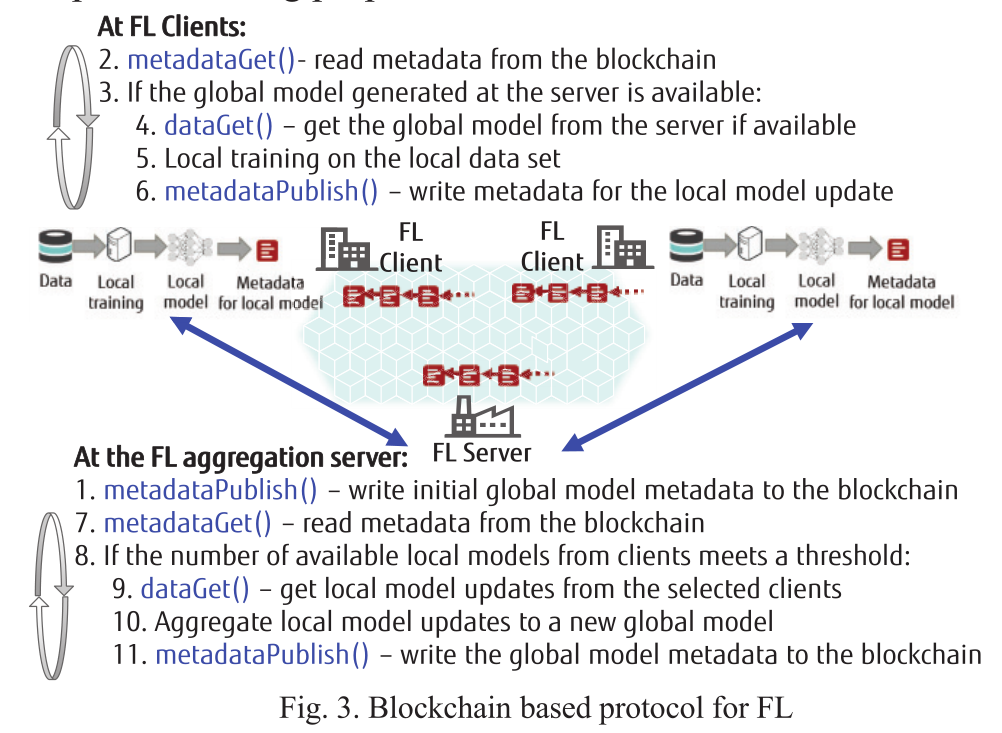 At FL Clients:
2. metadataGet()- read metadata from the blockchain
3. If the global model generated at the server is available:
4. dataGet() – get the global model from the server if available
5. Local training on the local data set
6. metadataPublish() – write metadata for the local model update
Data
Local
training
Local
model
Metadata
for local model
FL
Client
FL
Client
Data
Local
training
Local
model
Metadata
for local model
FL Server
At the FL aggregation server:
1. metadataPublish() – write initial global model metadata to the blockchain
7. metadataGet() – read metadata from the blockchain
8. If the number of available local models from clients meets a threshold:
9. dataGet() – get local model updates from the selected clients
10. Aggregate local model updates to a new global model
11. metadataPublish() – write the global model metadata to the blockchain
Fig. 3. Blockchain based protocol for FL